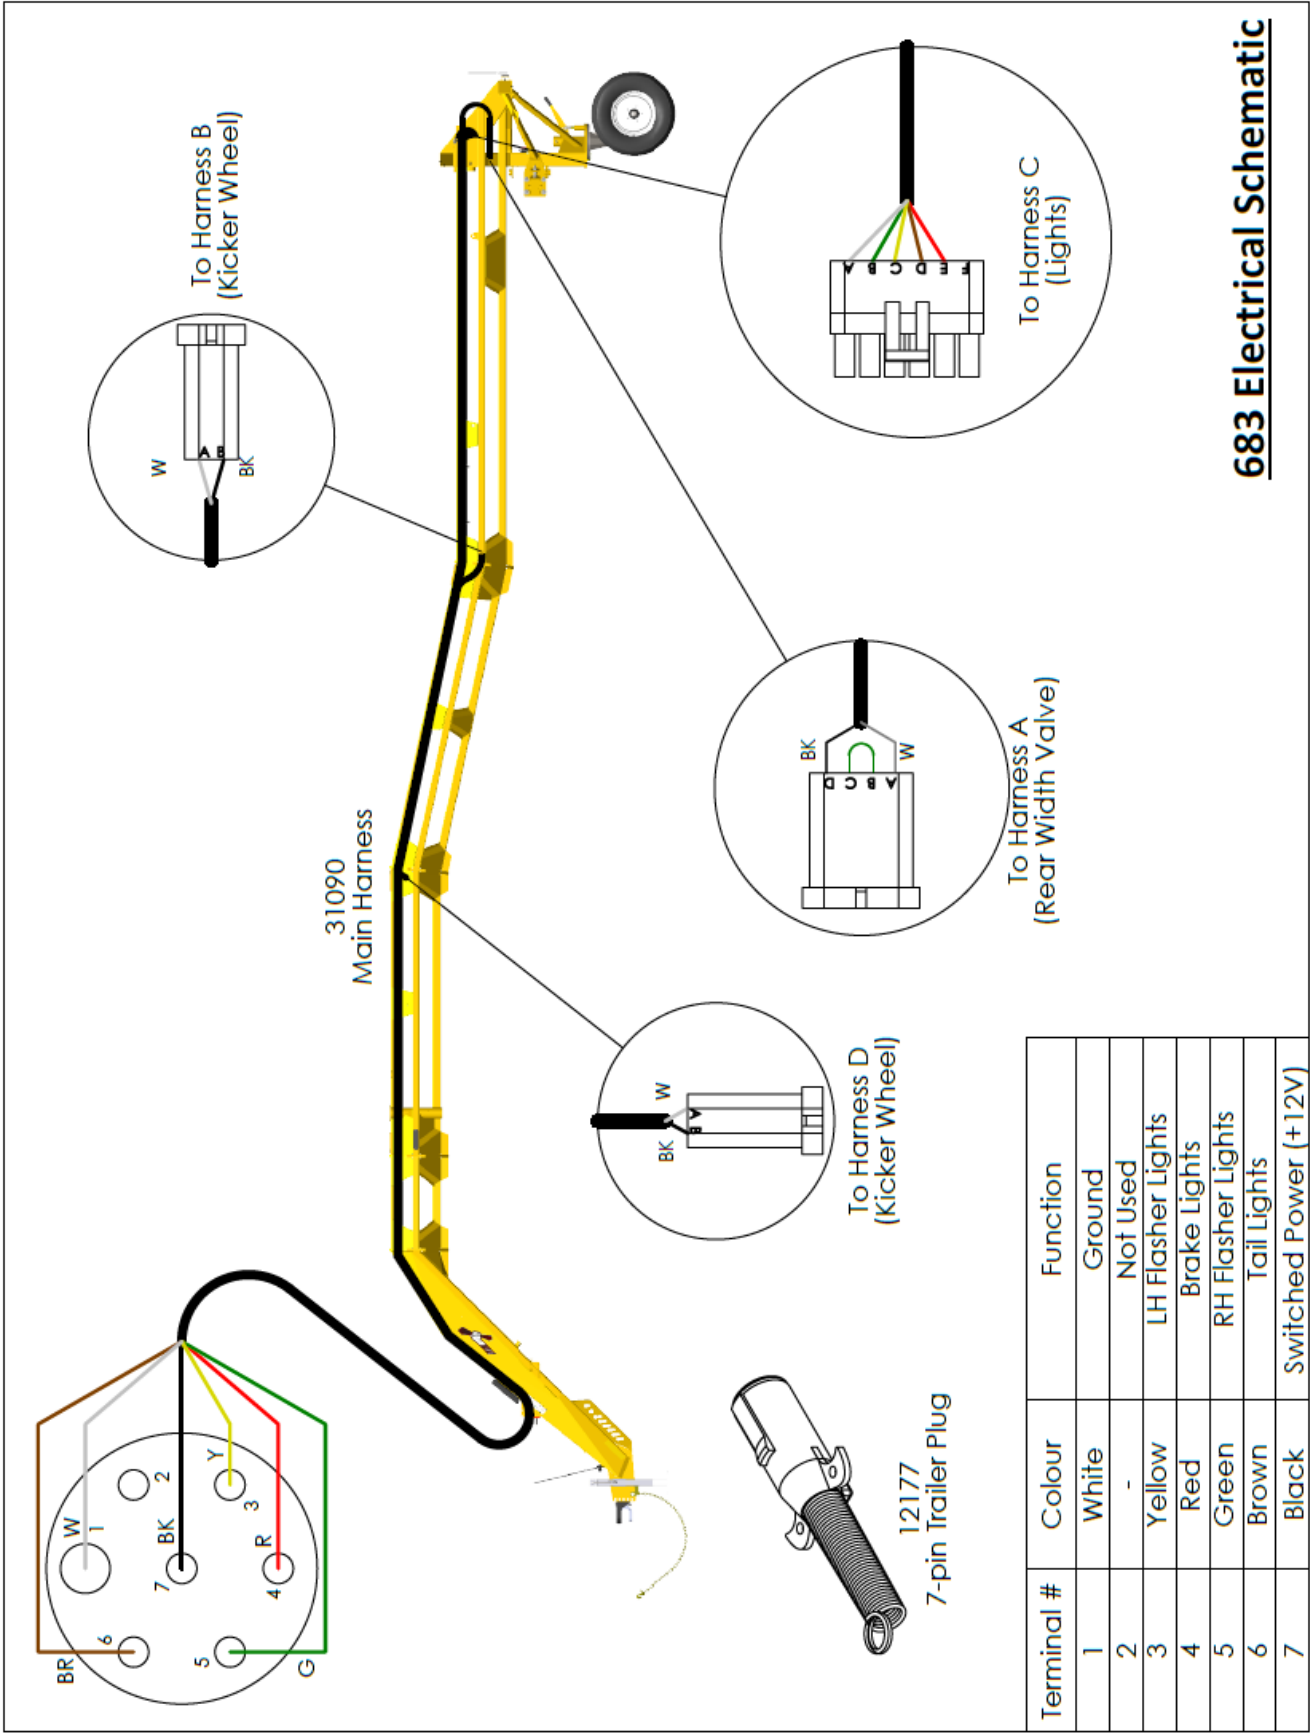 BR
6
W
1
2
5
7
BK
Y
3
4
R
G
31090
Main Harness
To Harness B
(Kicker Wheel)
W
A
B
BK
12177
7-pin Trailer Plug
To Harness D
(Kicker Wheel)
BK
W
B
A
To Harness A
(Rear Width Valve)
BK
D
C
B
A
W
To Harness C
(Lights)
A
B
C
D
E
F
Terminal # Colour Function
1 White Ground
2 - Not Used
3 Yellow LH Flasher Lights
4 Red Brake Lights
5 Green RH Flasher Lights
6 Brown Tail Lights
7 Black Switched Power (+12V)
683 Electrical Schematic